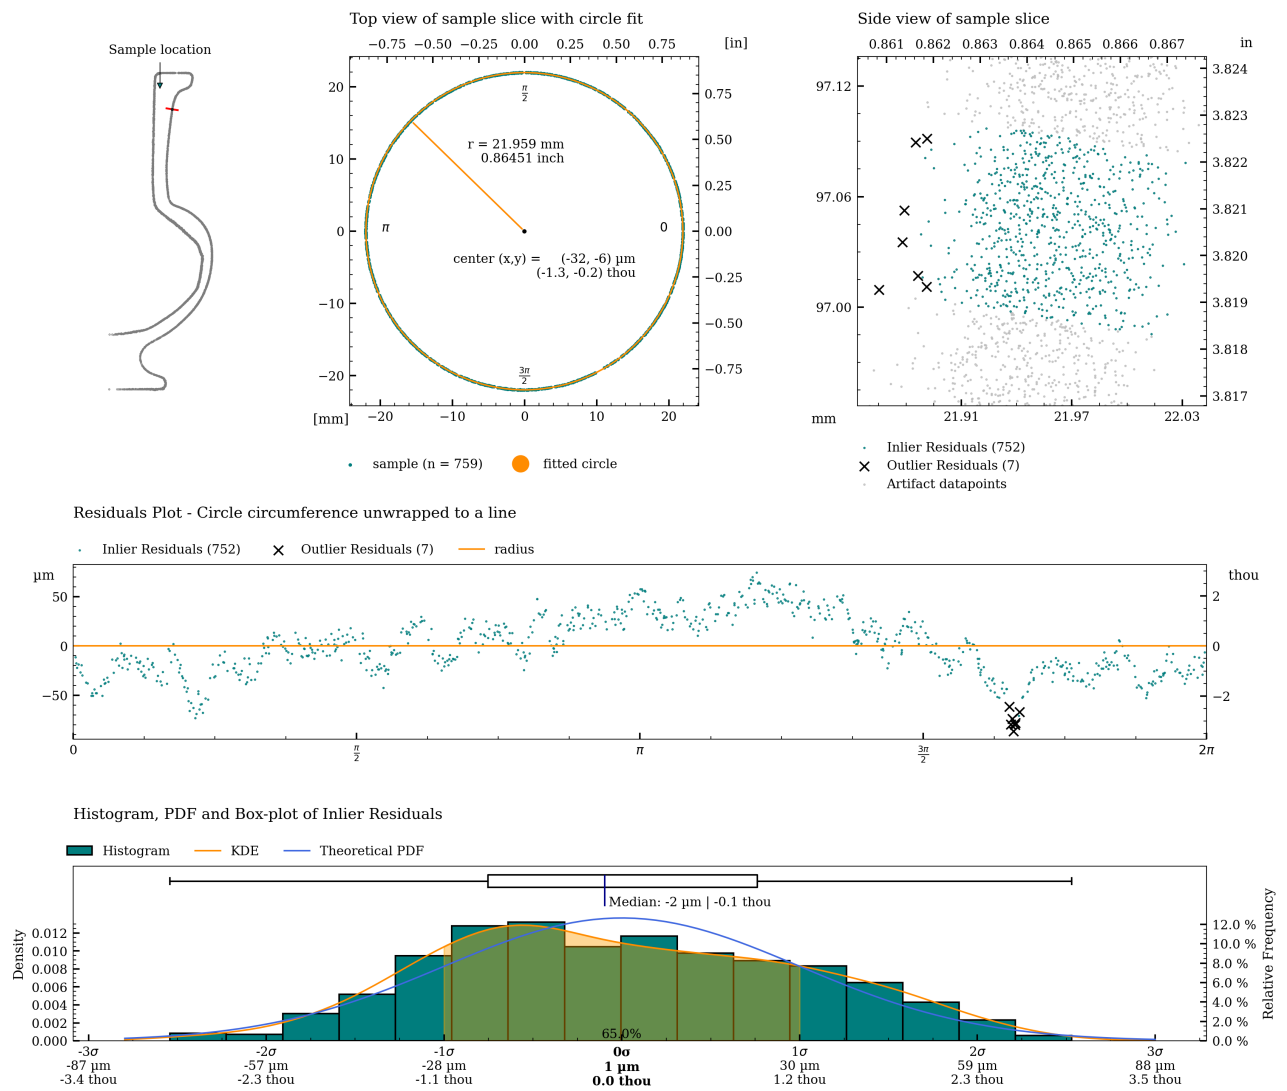 Top view of sample slice with circle fit
Side view of sample slice
Sample location
−0.75 −0.50 −0.25 0.00 0.25 0.50 0.75 [in]
0.861 0.862 0.863 0.864 0.865 0.866 0.867 in
20
10
0
−10
−20
[mm]
−20 −10 0 10 20
0.75
0.50
0.25
0.00
−0.25
−0.50
−0.75
π/2
π
0
3π/2
r = 21.959 mm
0.86451 inch
center (x,y) = (-32, -6) µm
(-1.3, -0.2) thou
sample (n = 759)
fitted circle
97.12
97.06
97.00
mm
21.91 21.97 22.03
3.824
3.823
3.822
3.821
3.820
3.819
3.818
3.817
Inlier Residuals (752)
Outlier Residuals (7)
Artifact datapoints
Residuals Plot - Circle circumference unwrapped to a line
Inlier Residuals (752) Outlier Residuals (7) radius
µm
thou
50
0
−50
2
0
−2
0 π/2 π 3π/2 2π
Histogram, PDF and Box-plot of Inlier Residuals
Histogram KDE Theoretical PDF
Median: -2 µm | -0.1 thou
Density
0.012
0.010
0.008
0.006
0.004
0.002
0.000
Relative Frequency
12.0 %
10.0 %
8.0 %
6.0 %
4.0 %
2.0 %
0.0 %
65.0%
-3σ -2σ -1σ 0σ 1σ 2σ 3σ
-87 µm -57 µm -28 µm 1 µm 30 µm 59 µm 88 µm
-3.4 thou -2.3 thou -1.1 thou 0.0 thou 1.2 thou 2.3 thou 3.5 thou